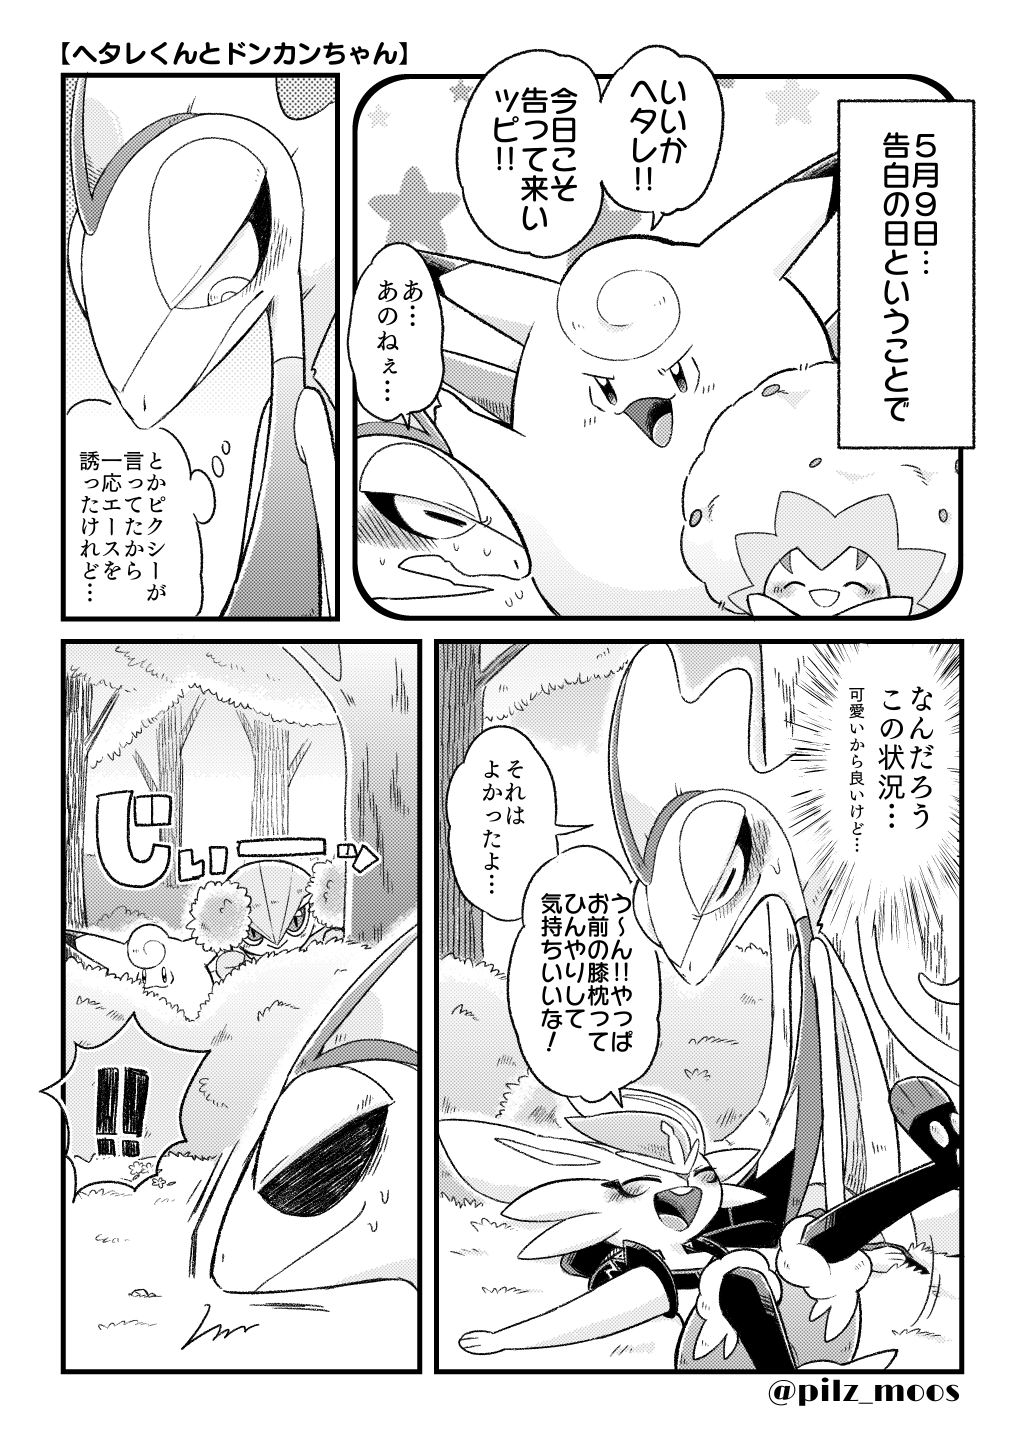 【ヘタレくんとドンカンちゃん】
５月９日…
告白の日ということで
いいか
ヘタレ!!
今日こそ
告って来い
ッピ!!
あ…
あのねぇ…
とかピクシーが
言ってたから
一応エースを
誘ったけれど…
なんだろう
この状況…
可愛いから良いけど…
それは
よかったよ…
う〜ん!!やっぱ
お前の膝枕って
ひんやりして
気持ちいいな！
じぃーッ
!!
@pilz_moos